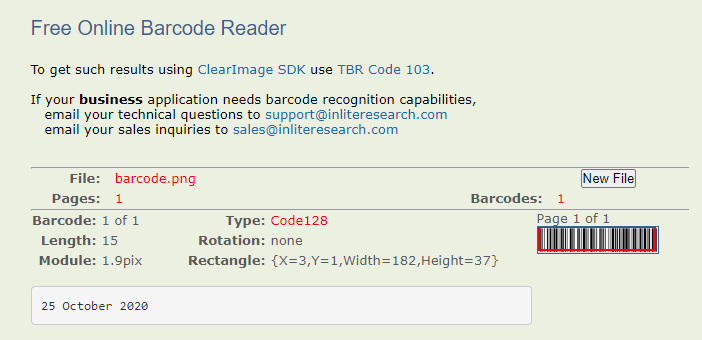 Free Online Barcode Reader
To get such results using ClearImage SDK use TBR Code 103.
If your business application needs barcode recognition capabilities,
email your technical questions to support@inliteresearch.com
email your sales inquiries to sales@inliteresearch.com
File: barcode.png New File
Pages: 1 Barcodes: 1
Barcode: 1 of 1 Type: Code128 Page 1 of 1
Length: 15 Rotation: none
Module: 1.9pix Rectangle: {X=3,Y=1,Width=182,Height=37}
25 October 2020